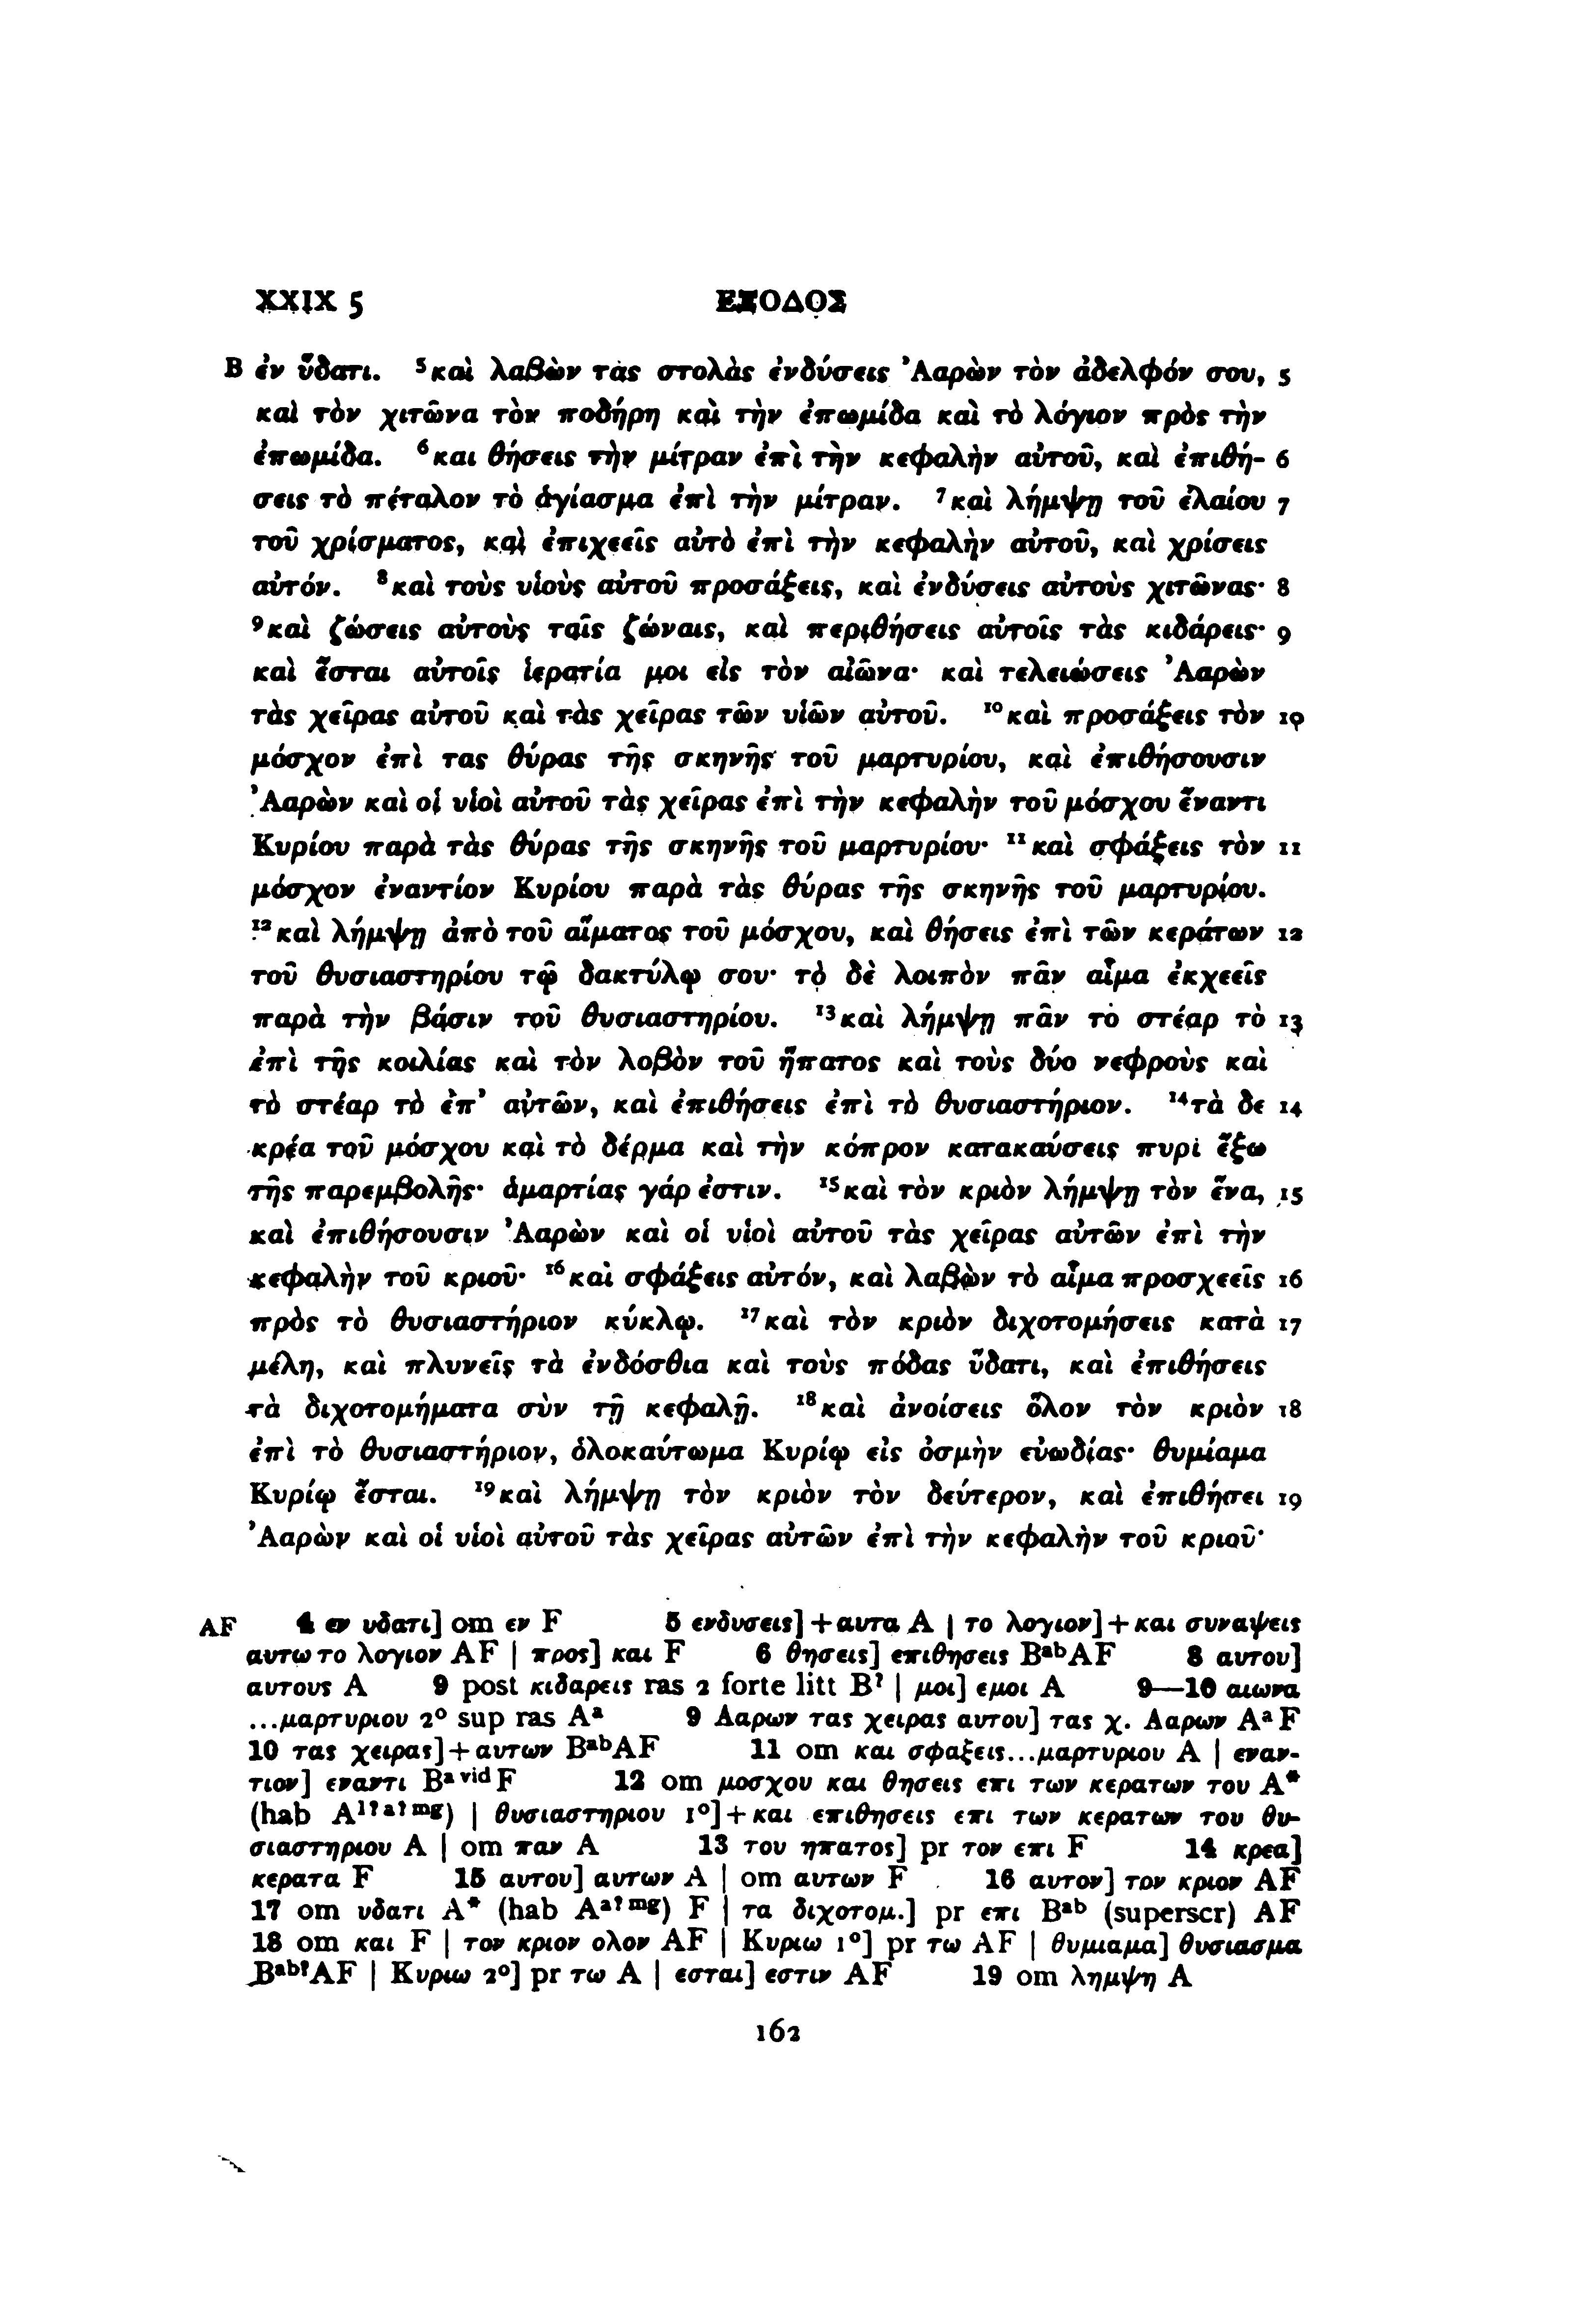 XXIX 5 ΕΞΟΔΟΣ
B ἐν ὕδατι. ⁵καὶ λαβὼν τὰς στολὰς ἐνδύσεις Ἀαρὼν τὸν ἀδελφόν σου, 5
καὶ τὸν χιτῶνα τὸν ποδήρη καὶ τὴν ἐπωμίδα καὶ τὸ λόγιον πρὸς τὴν
ἐπωμίδα. ⁶και θήσεις τὴν μίτραν ἐπὶ τὴν κεφαλὴν αὐτοῦ, καὶ ἐπιθή- 6
σεις τὸ πέταλον τὸ ἁγίασμα ἐπὶ τὴν μίτραν. ⁷καὶ λήμψῃ τοῦ ἐλαίου 7
τοῦ χρίσματος, καὶ ἐπιχεεῖς αὐτὸ ἐπὶ τὴν κεφαλὴν αὐτοῦ, καὶ χρίσεις
αὐτόν. ⁸καὶ τοὺς υἱοὺς αὐτοῦ προσάξεις, καὶ ἐνδύσεις αὐτοὺς χιτῶνας· 8
⁹καὶ ζώσεις αὐτοὺς ταῖς ζώναις, καὶ περιθήσεις αὐτοῖς τὰς κιδάρεις· 9
καὶ ἔσται αὐτοῖς ἱερατία μοι εἰς τὸν αἰῶνα· καὶ τελειώσεις Ἀαρὼν
τὰς χεῖρας αὐτοῦ καὶ τὰς χεῖρας τῶν υἱῶν αὐτοῦ. ¹⁰καὶ προσάξεις τὸν 10
μόσχον ἐπὶ τας θύρας τῆς σκηνῆς τοῦ μαρτυρίου, καὶ ἐπιθήσουσιν
Ἀαρὼν καὶ οἱ υἱοὶ αὐτοῦ τὰς χεῖρας ἐπὶ τὴν κεφαλὴν τοῦ μόσχου ἔναντι
Κυρίου παρὰ τὰς θύρας τῆς σκηνῆς τοῦ μαρτυρίου· ¹¹καὶ σφάξεις τὸν 11
μόσχον ἐναντίον Κυρίου παρὰ τὰς θύρας τῆς σκηνῆς τοῦ μαρτυρίου.
¹²καὶ λήμψῃ ἀπὸ τοῦ αἵματος τοῦ μόσχου, καὶ θήσεις ἐπὶ τῶν κεράτων 12
τοῦ θυσιαστηρίου τῷ δακτύλῳ σου· τὸ δὲ λοιπὸν πᾶν αἷμα ἐκχεεῖς
παρὰ τὴν βάσιν τοῦ θυσιαστηρίου. ¹³καὶ λήμψῃ πᾶν τὸ στέαρ τὸ 13
ἐπὶ τῆς κοιλίας καὶ τὸν λοβὸν τοῦ ἥπατος καὶ τοὺς δύο νεφροὺς καὶ
τὸ στέαρ τὸ ἐπ’ αὐτῶν, καὶ ἐπιθήσεις ἐπὶ τὸ θυσιαστήριον. ¹⁴τὰ δε 14
κρέα τοῦ μόσχου καὶ τὸ δέρμα καὶ τὴν κόπρον κατακαύσεις πυρὶ ἔξω
τῆς παρεμβολῆς· ἁμαρτίας γάρ ἐστιν. ¹⁵καὶ τὸν κριὸν λήμψῃ τὸν ἕνα, 15
καὶ ἐπιθήσουσιν Ἀαρὼν καὶ οἱ υἱοὶ αὐτοῦ τὰς χεῖρας αὐτῶν ἐπὶ τὴν
κεφαλὴν τοῦ κριοῦ· ¹⁶καὶ σφάξεις αὐτόν, καὶ λαβὼν τὸ αἷμα προσχεεῖς 16
πρὸς τὸ θυσιαστήριον κύκλῳ. ¹⁷καὶ τὸν κριὸν διχοτομήσεις κατὰ 17
μέλη, καὶ πλυνεῖς τὰ ἐνδόσθια καὶ τοὺς πόδας ὕδατι, καὶ ἐπιθήσεις
τὰ διχοτομήματα σὺν τῇ κεφαλῇ. ¹⁸καὶ ἀνοίσεις ὅλον τὸν κριὸν 18
ἐπὶ τὸ θυσιαστήριον, ὁλοκαύτωμα Κυρίῳ εἰς ὀσμὴν εὐωδίας· θυμίαμα
Κυρίῳ ἔσται. ¹⁹καὶ λήμψῃ τὸν κριὸν τὸν δεύτερον, καὶ ἐπιθήσει 19
Ἀαρὼν καὶ οἱ υἱοὶ αὐτοῦ τὰς χεῖρας αὐτῶν ἐπὶ τὴν κεφαλὴν τοῦ κριοῦ·
AF 4 εν υδατι] om εν F 5 ενδυσεις] + αυτα A | το λογιον] + και συναψεις
αυτω το λογιον AF | προς] και F 6 θησεις] επιθησεις Bᵃᵇ AF 8 αυτου]
αυτους A 9 post κιδαρεις ras 2 forte litt B? | μοι] εμοι A 9—10 αιωνα
...μαρτυριου 2° sup ras Aᵃ 9 Ααρων τας χειρας αυτου] τας χ. Ααρων Aᵃ F
10 τας χειρας] + αυτων Bᵃᵇ AF 11 om και σφαξεις...μαρτυριου A | εναν-
τιον] εναντι Bᵃ ᵛⁱᵈ F 12 om μοσχου και θησεις επι των κερατων του A*
(hab A¹?ᵃ?ᵐᵍ) | θυσιαστηριου 1°] + και επιθησεις επι των κερατων του θυ-
σιαστηριου A | om παν A 13 του ηπατος] pr τον επι F 14 κρεα]
κερατα F 15 αυτου] αυτων A | om αυτων F 16 αυτον] τον κριον AF
17 om υδατι A* (hab Aᵃ?ᵐᵍ) F | τα διχοτομ.] pr επι Bᵃᵇ (superscr) AF
18 om και F | τον κριον ολον AF | Κυριω 1°] pr τω AF | θυμιαμα] θυσιασμα
Bᵃᵇ? AF | Κυριω 2°] pr τω A | εσται] εστιν AF 19 om λημψη A
162